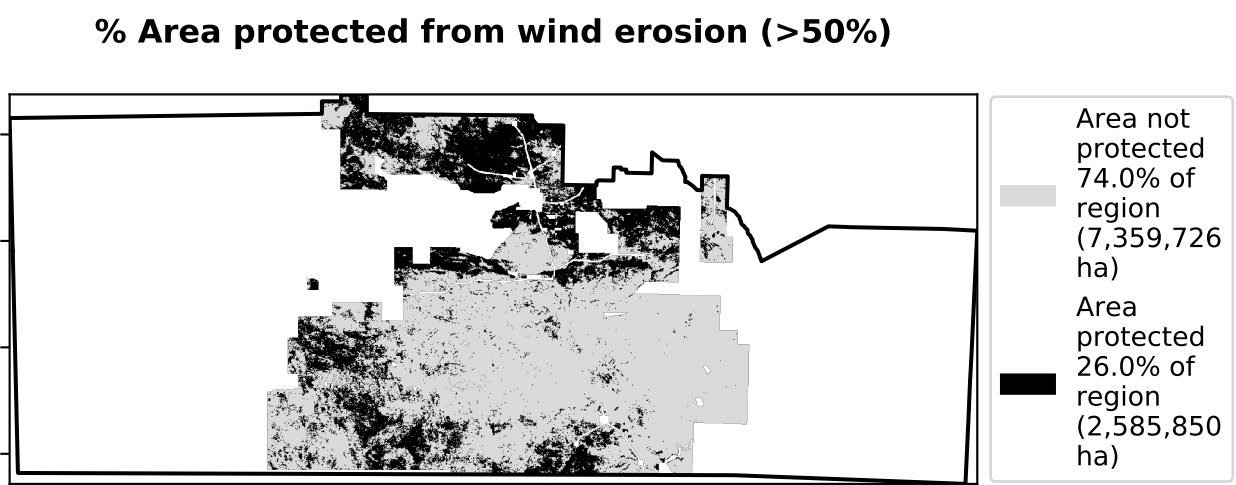 % Area protected from wind erosion (>50%)
Area not
protected
74.0% of
region
(7,359,726
ha)
Area
protected
26.0% of
region
(2,585,850
ha)